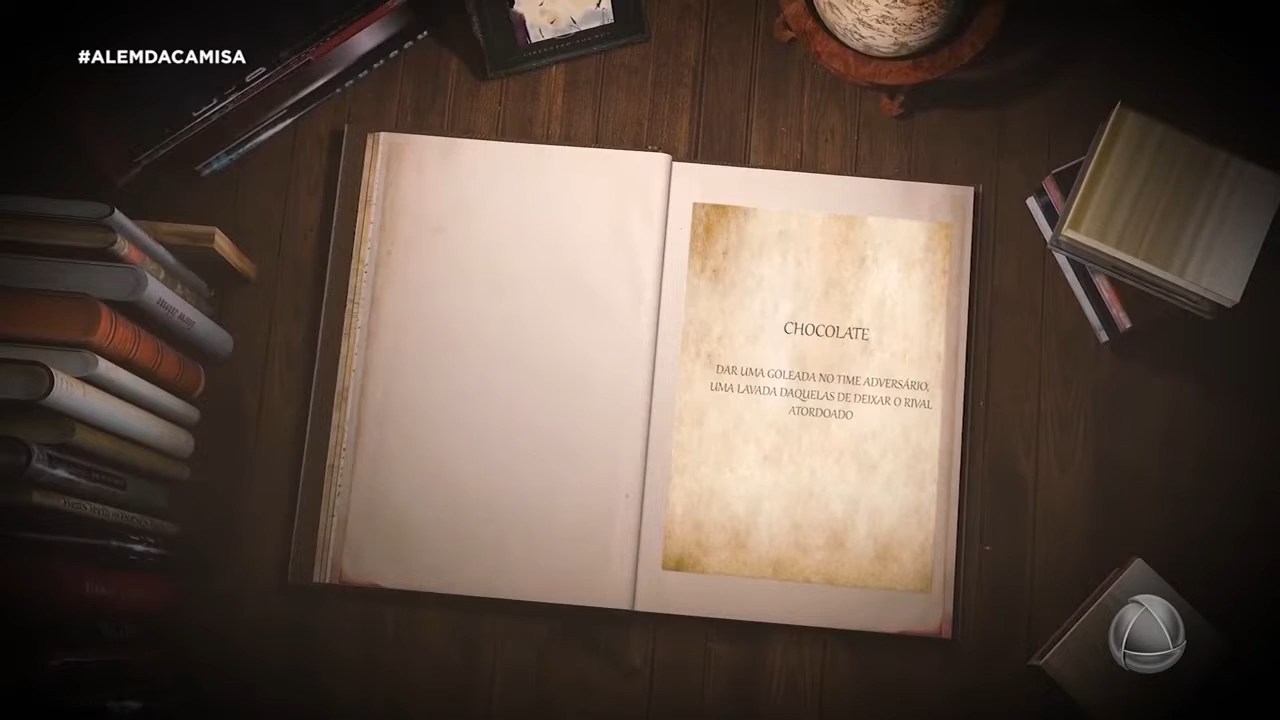 #ALEMDACAMISA
CHOCOLATE
DAR UMA GOLEADA NO TIME ADVERSÁRIO,
UMA LAVADA DAQUELAS DE DEIXAR O RIVAL
ATORDOADO